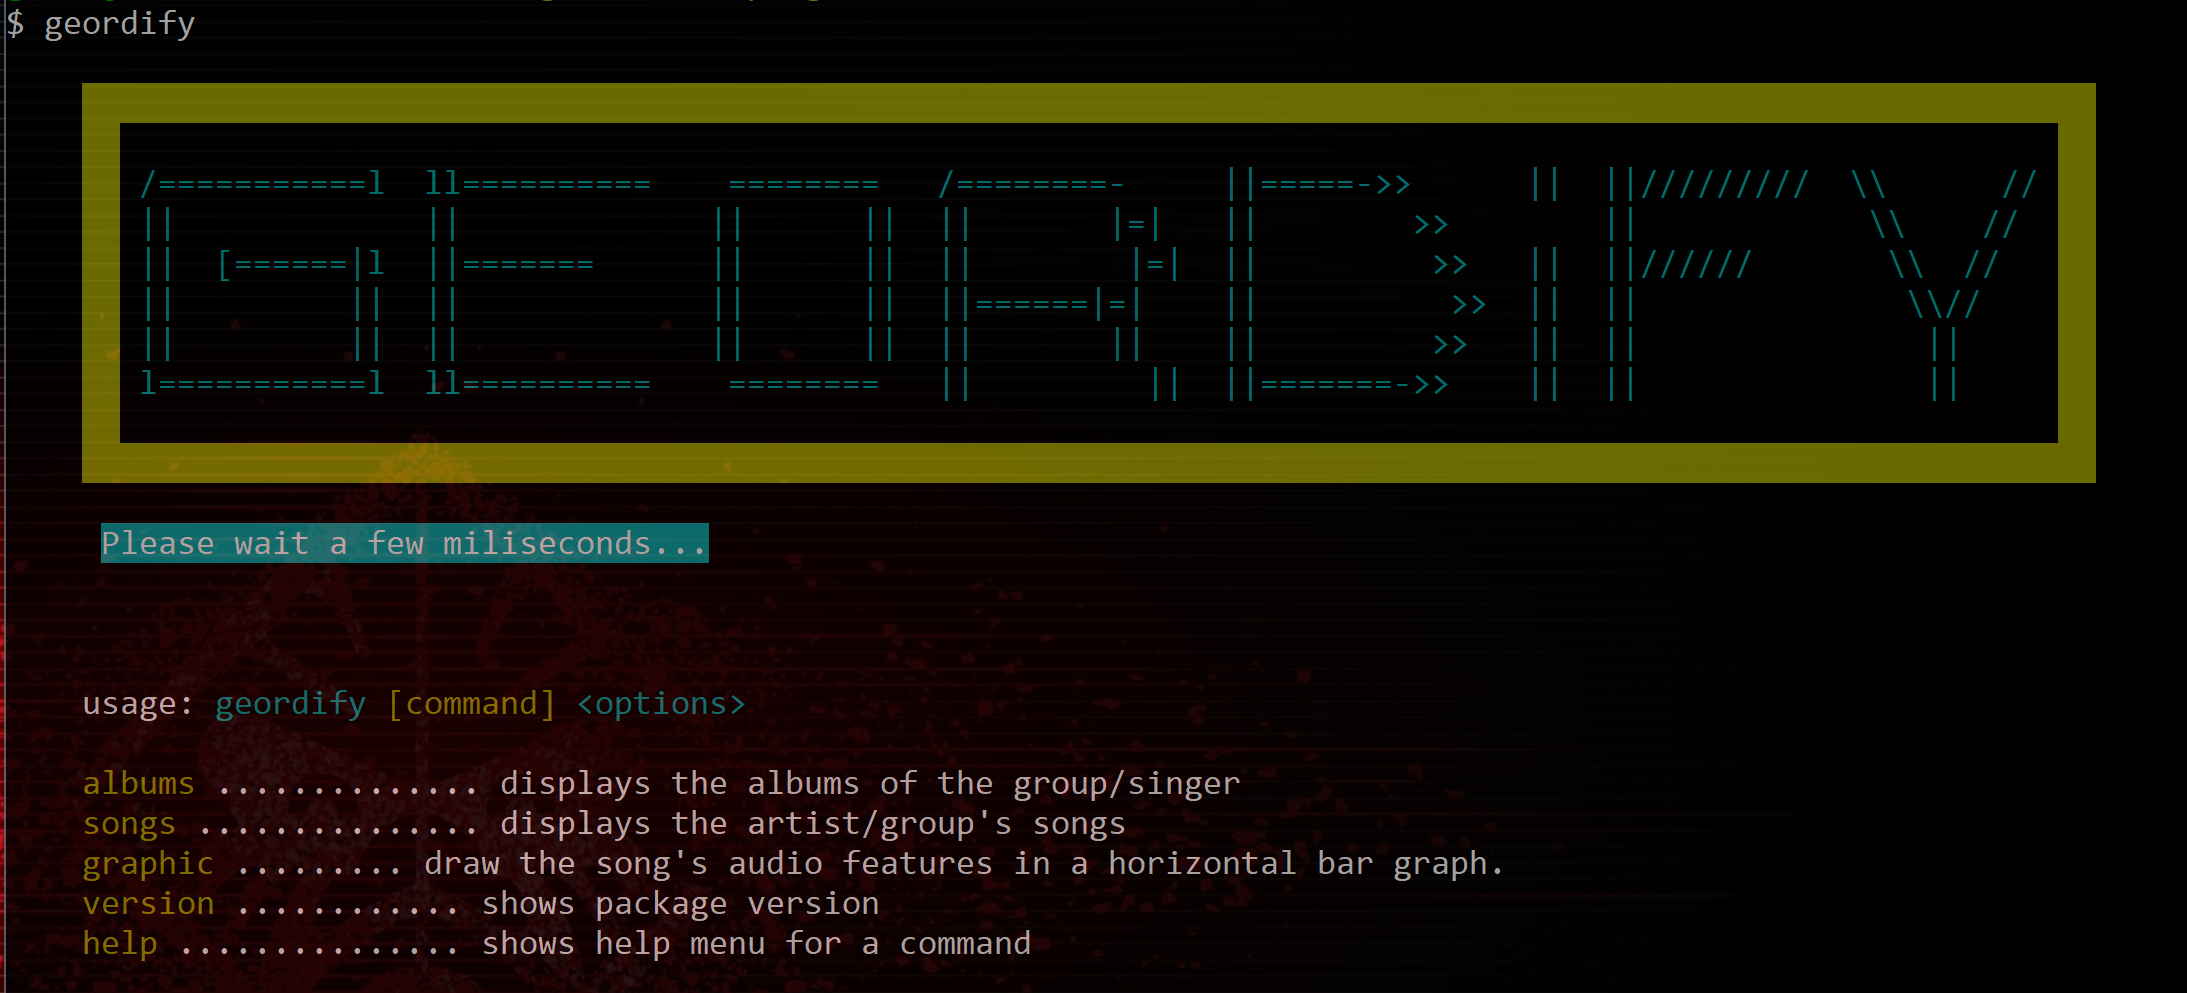 $ geordify
GEORDiFY
Please wait a few miliseconds...
usage: geordify [command] <options>
albums .............. displays the albums of the group/singer
songs ............... displays the artist/group's songs
graphic ......... draw the song's audio features in a horizontal bar graph.
version ............ shows package version
help ............... shows help menu for a command